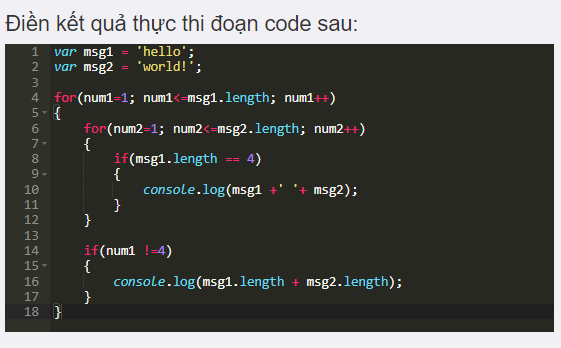 Điền kết quả thực thi đoạn code sau:
1 var msg1 = 'hello';
2 var msg2 = 'world!';
3
4 for(num1=1; num1<=msg1.length; num1++)
5 {
6 for(num2=1; num2<=msg2.length; num2++)
7 {
8 if(msg1.length == 4)
9 {
10 console.log(msg1 +' '+ msg2);
11 }
12 }
13
14 if(num1 !=4)
15 {
16 console.log(msg1.length + msg2.length);
17 }
18 }